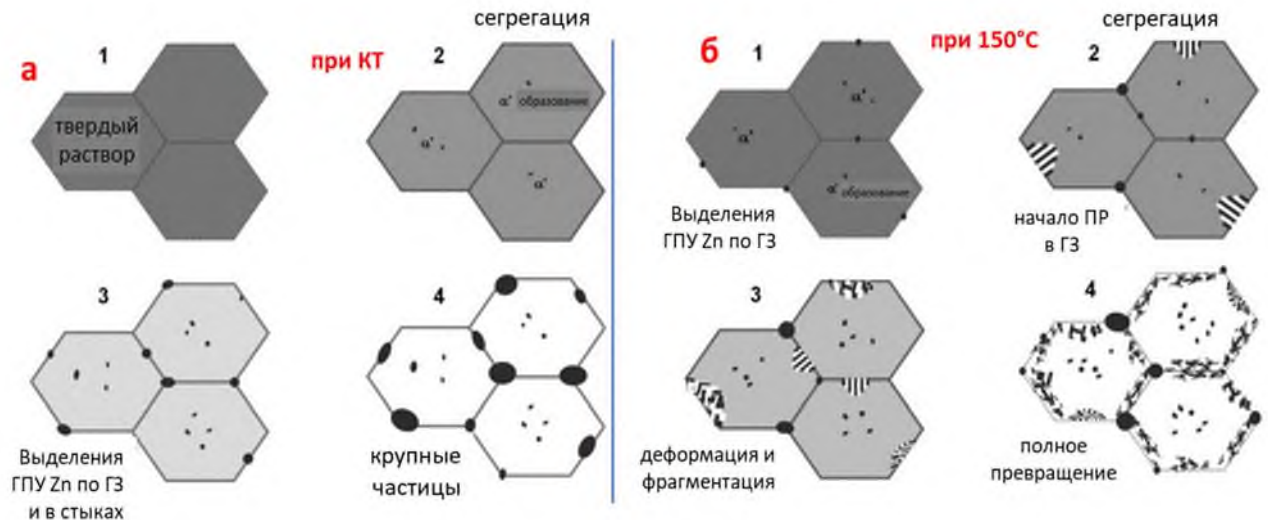 а
1
твердый
раствор
при КТ
сегрегация
2
α' образование
α'
α'
3
Выделения
ГПУ Zn по ГЗ
и в стыках
4
крупные
частицы
б
1
α'
α'
α' образование
Выделения
ГПУ Zn по ГЗ
при 150°С
сегрегация
2
начало ПР
в ГЗ
3
деформация и
фрагментация
4
полное
превращение